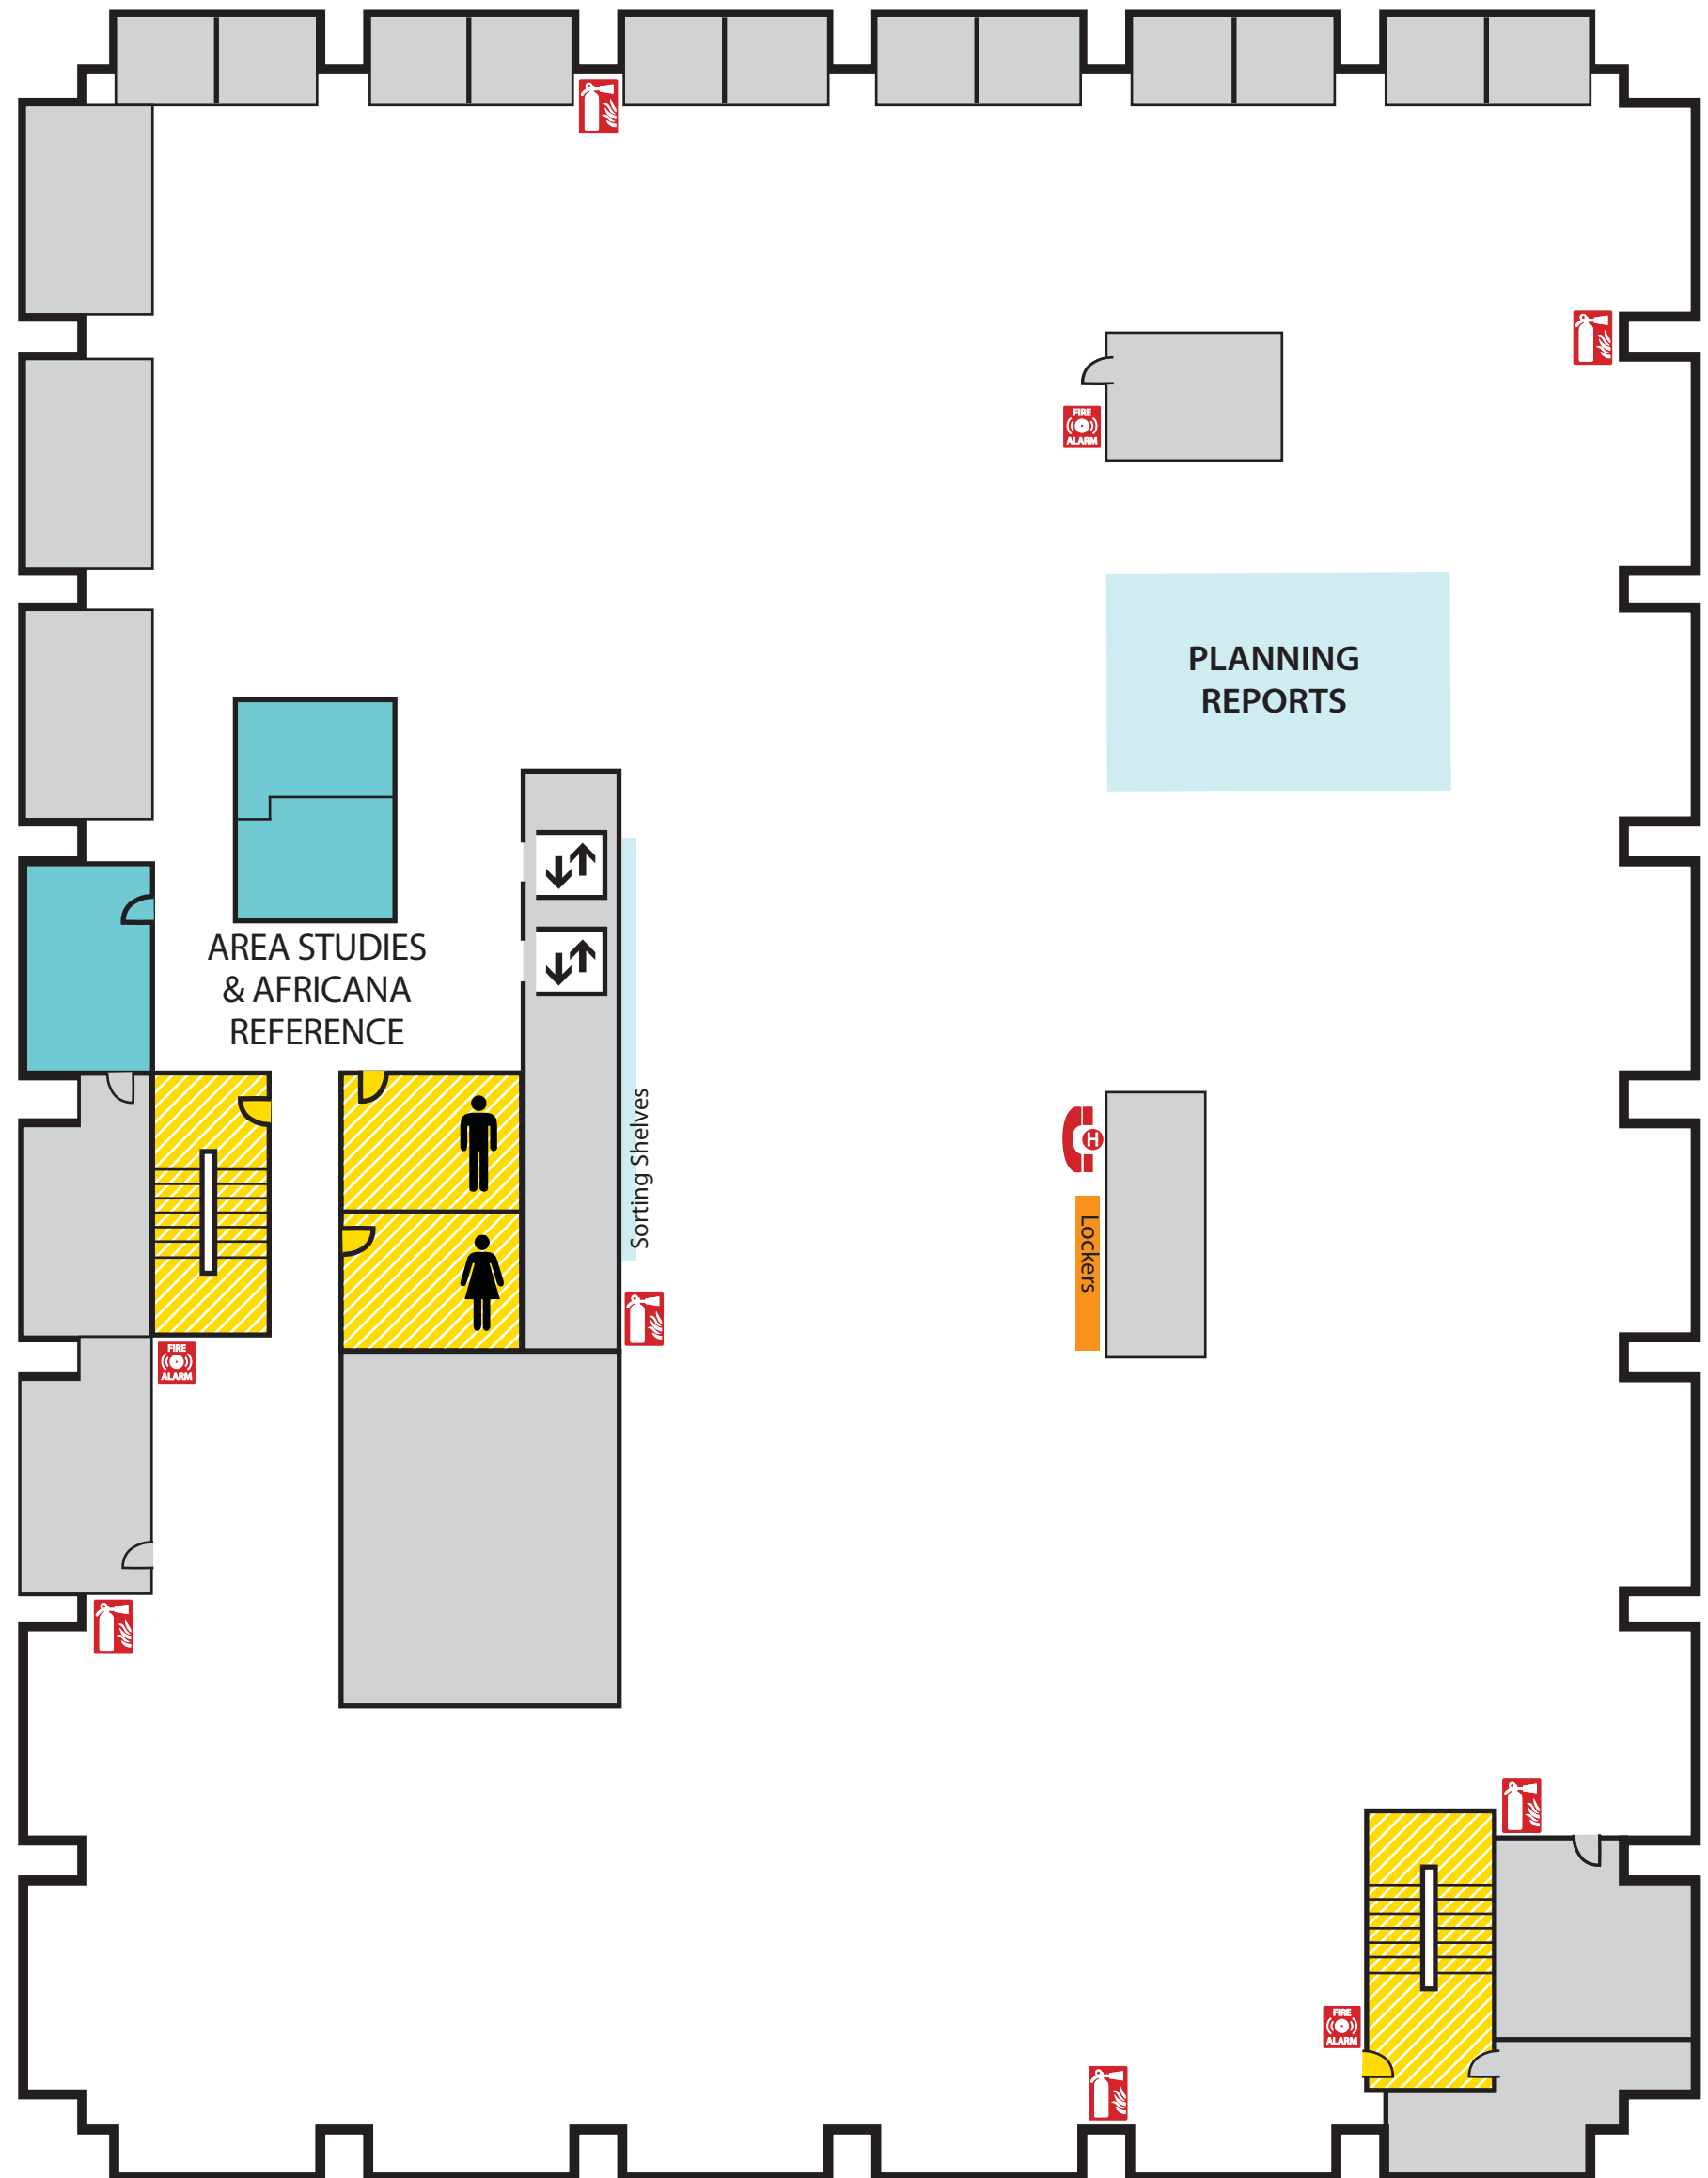 FIRE
ALARM
PLANNING
REPORTS
AREA STUDIES
& AFRICANA
REFERENCE
Sorting Shelves
H
Lockers
FIRE
ALARM
FIRE
ALARM